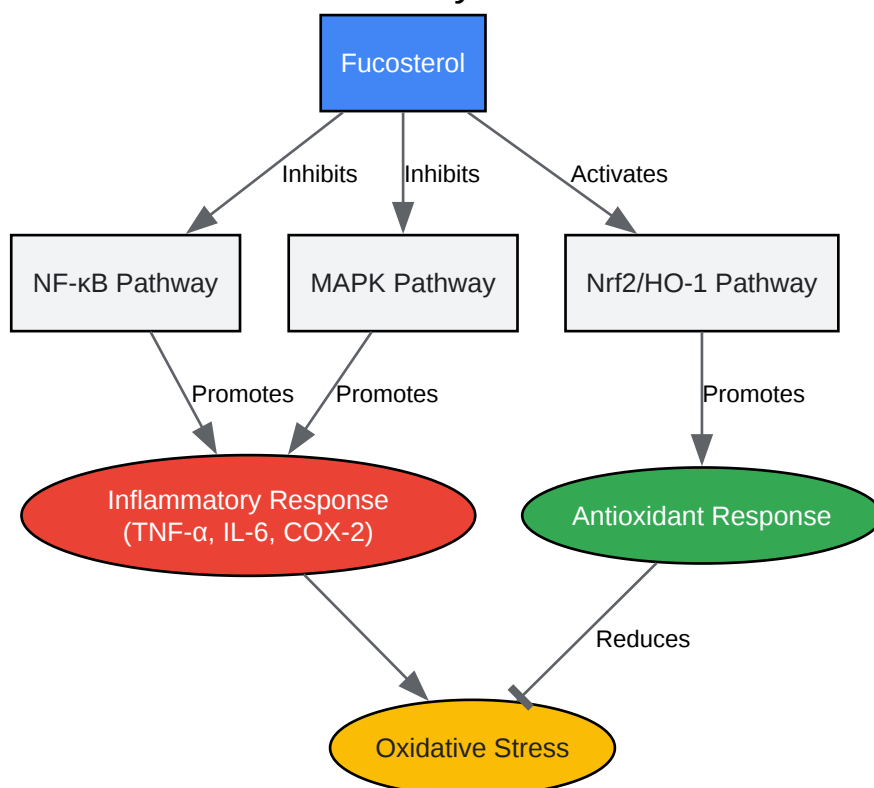 Fucosterol
Inhibits
Inhibits
Activates
NF-κB Pathway
MAPK Pathway
Nrf2/HO-1 Pathway
Promotes
Promotes
Promotes
Inflammatory Response
(TNF-α, IL-6, COX-2)
Antioxidant Response
Reduces
Oxidative Stress